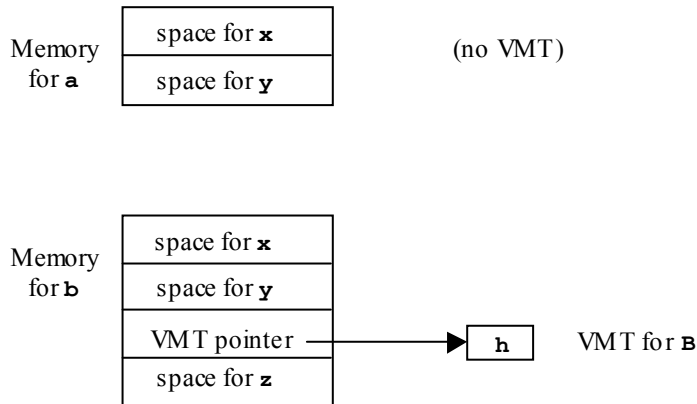 Memory
for a
space for x
space for y
(no VMT)
Memory
for b
space for x
space for y
VMT pointer
space for z
h
VMT for B